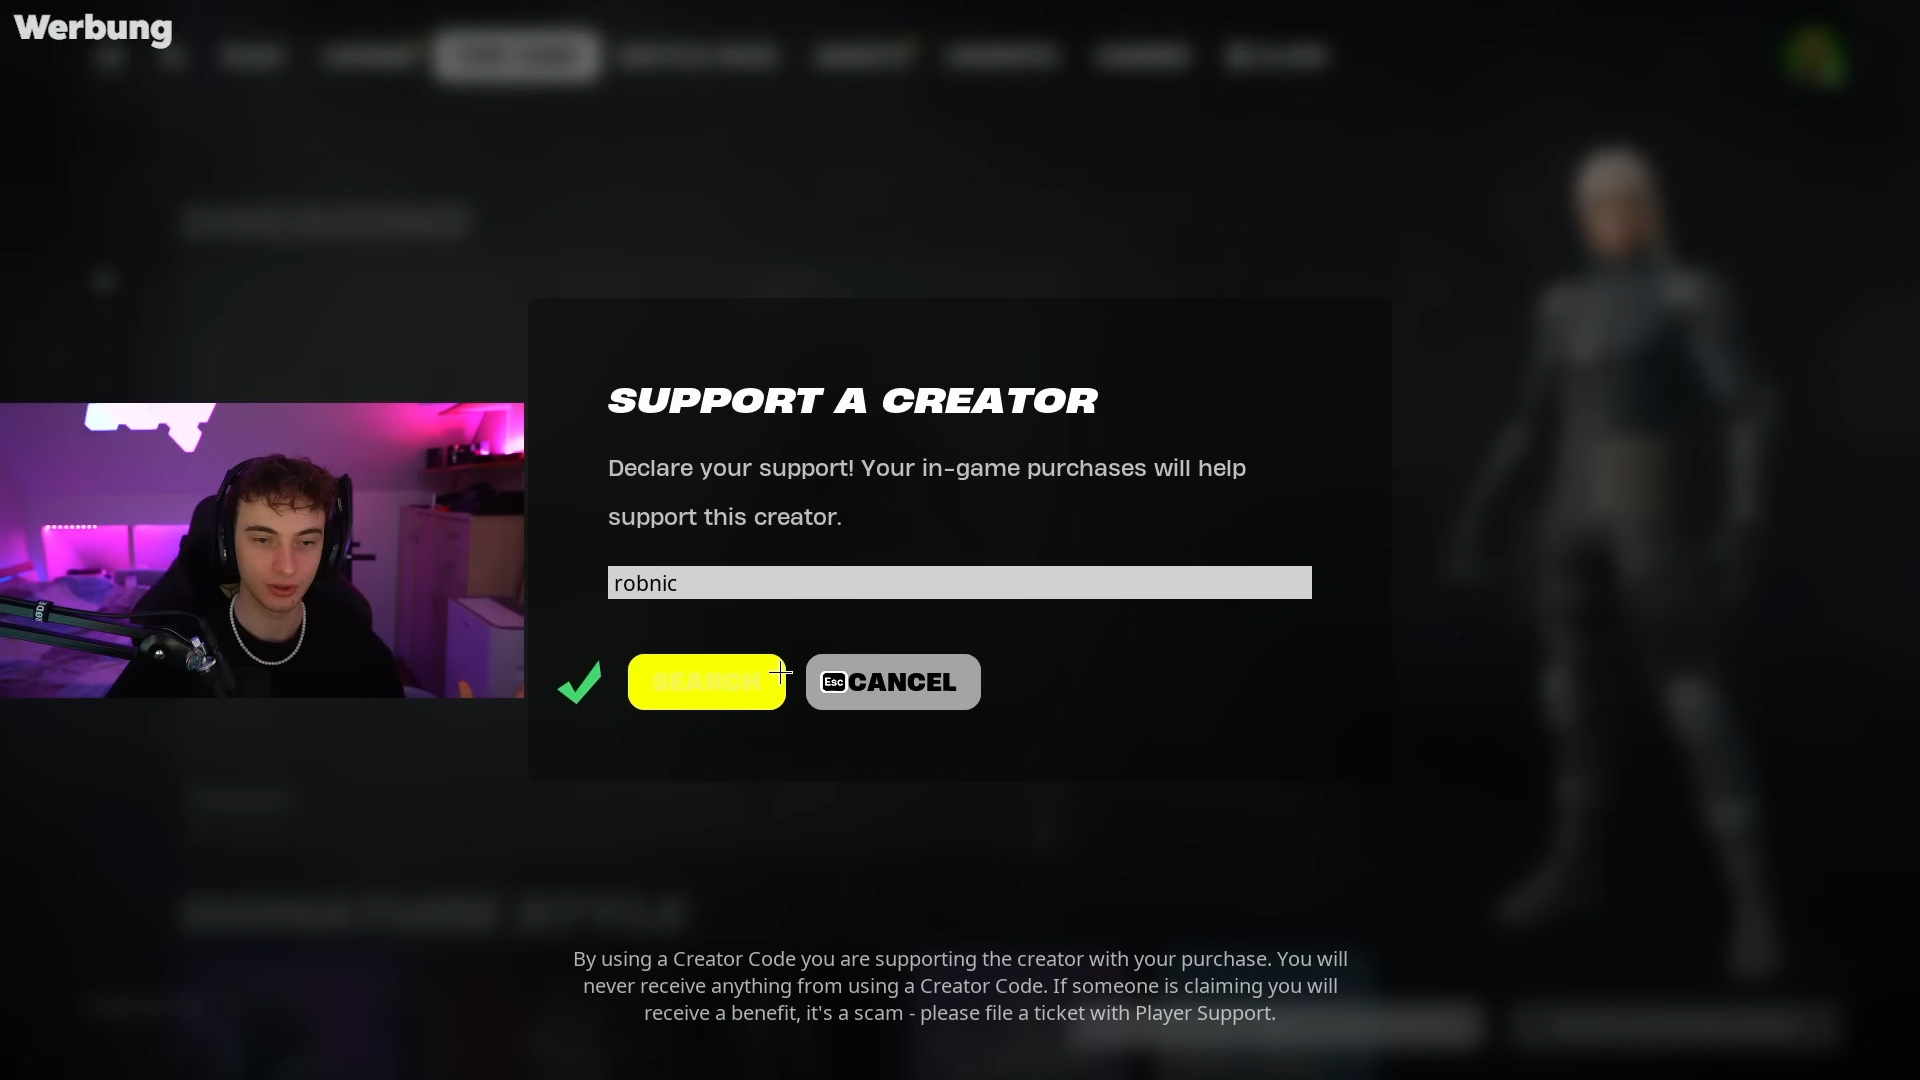 Werbung
SUPPORT A CREATOR
Declare your support! Your in-game purchases will help
support this creator.
robnic
SEARCH
Esc CANCEL
RØDE
By using a Creator Code you are supporting the creator with your purchase. You will
never receive anything from using a Creator Code. If someone is claiming you will
receive a benefit, it's a scam - please file a ticket with Player Support.